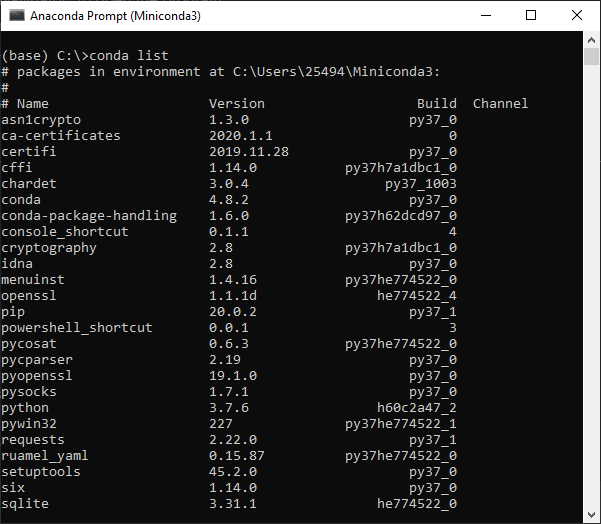 Anaconda Prompt (Miniconda3)
(base) C:\>conda list
# packages in environment at C:\Users\25494\Miniconda3:
#
# Name                    Version                   Build  Channel
asn1crypto                1.3.0                    py37_0
ca-certificates           2020.1.1                      0
certifi                   2019.11.28               py37_0
cffi                      1.14.0           py37h7a1dbc1_0
chardet                   3.0.4                 py37_1003
conda                     4.8.2                    py37_0
conda-package-handling    1.6.0            py37h62dcd97_0
console_shortcut          0.1.1                         4
cryptography              2.8              py37h7a1dbc1_0
idna                      2.8                      py37_0
menuinst                  1.4.16           py37he774522_0
openssl                   1.1.1d               he774522_4
pip                       20.0.2                   py37_1
powershell_shortcut       0.0.1                         3
pycosat                   0.6.3            py37he774522_0
pycparser                 2.19                     py37_0
pyopenssl                 19.1.0                   py37_0
pysocks                   1.7.1                    py37_0
python                    3.7.6                h60c2a47_2
pywin32                   227              py37he774522_1
requests                  2.22.0                   py37_1
ruamel_yaml               0.15.87          py37he774522_0
setuptools                45.2.0                   py37_0
six                       1.14.0                   py37_0
sqlite                    3.31.1               he774522_0